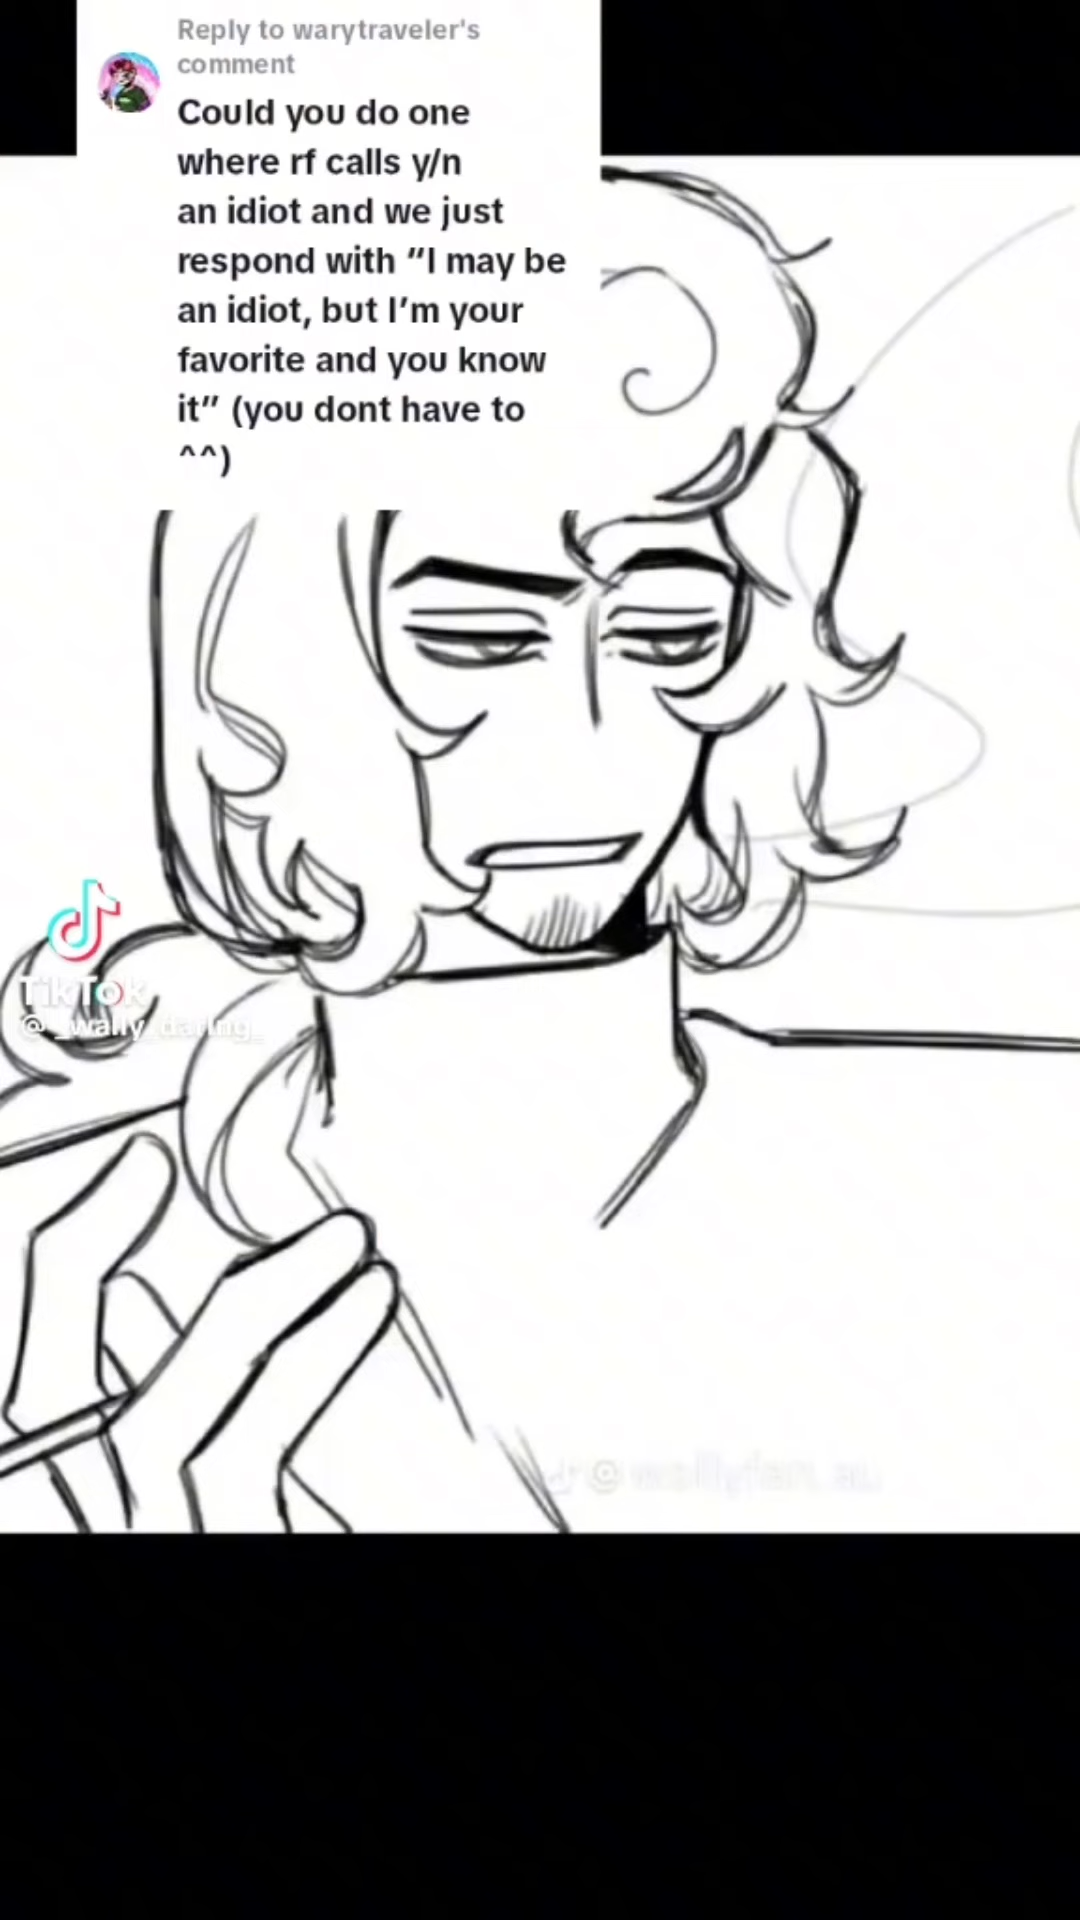 Reply to warytraveler's
comment
Could you do one
where rf calls y/n
an idiot and we just
respond with “I may be
an idiot, but I’m your
favorite and you know
it” (you dont have to
^^)
TikTok
@_wally_darlng_